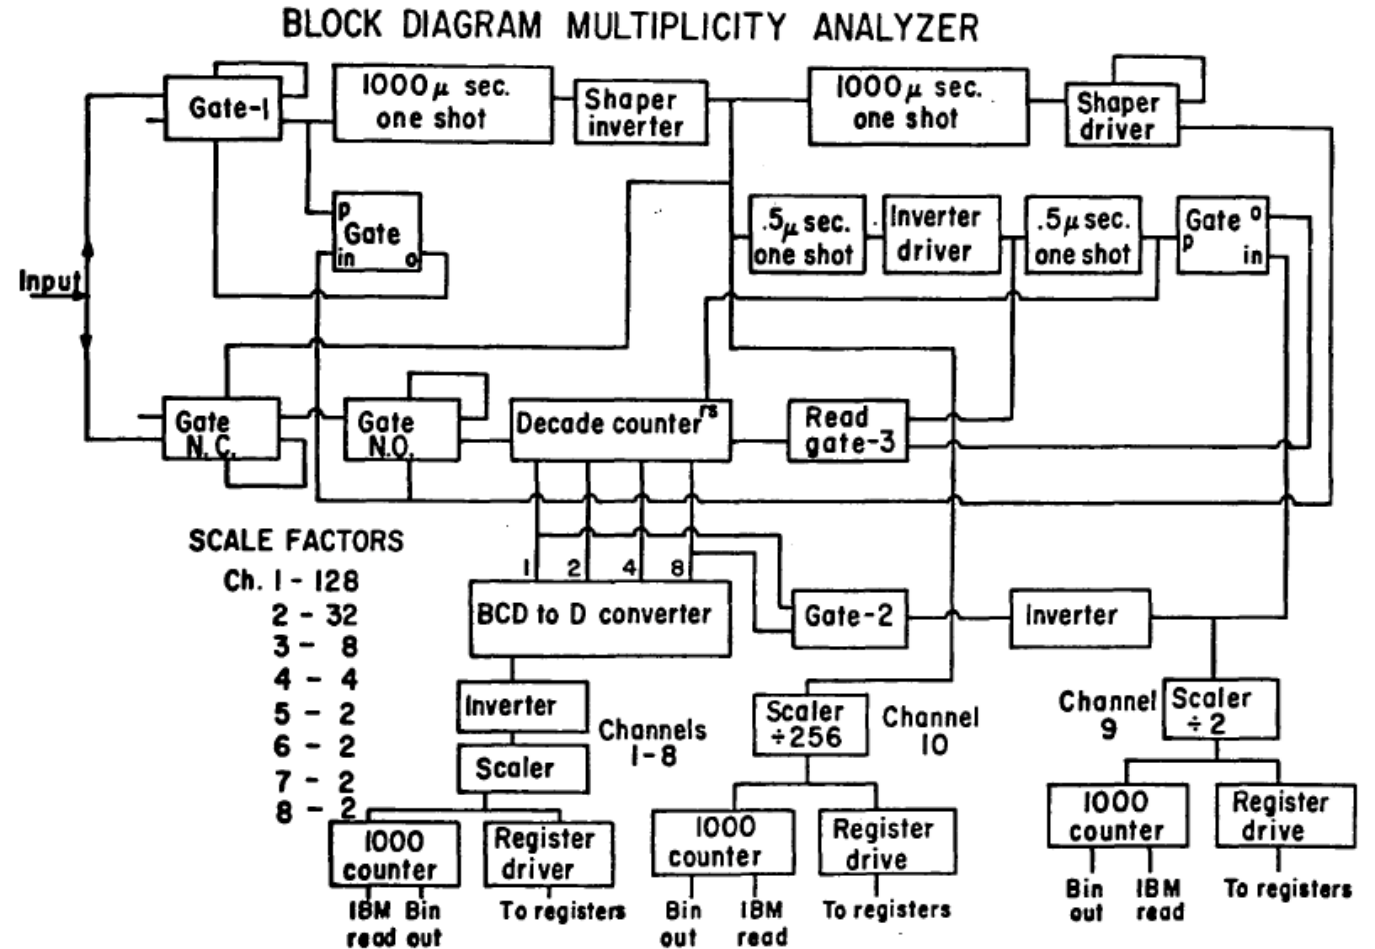 BLOCK DIAGRAM MULTIPLICITY ANALYZER
Gate-1
1000 μ sec.
one shot
Shaper
inverter
1000 μ sec.
one shot
Shaper
driver
p
Gate
in
o
.5μ sec.
one shot
Inverter
driver
.5μ sec.
one shot
Gate o
p
in
Input
Gate
N.C.
Gate
N.O.
Decade counter rs
Read
gate-3
SCALE FACTORS
Ch. 1 - 128
2 - 32
3 - 8
4 - 4
5 - 2
6 - 2
7 - 2
8 - 2
1 2 4 8
BCD to D converter
Gate-2
Inverter
Inverter
Scaler
Channels
1-8
Scaler
÷256
Channel
10
Channel
9
Scaler
÷2
1000
counter
Register
driver
IBM Bin
read out
To registers
1000
counter
Register
drive
Bin IBM
out read
To registers
1000
counter
Register
drive
Bin IBM
out read
To registers